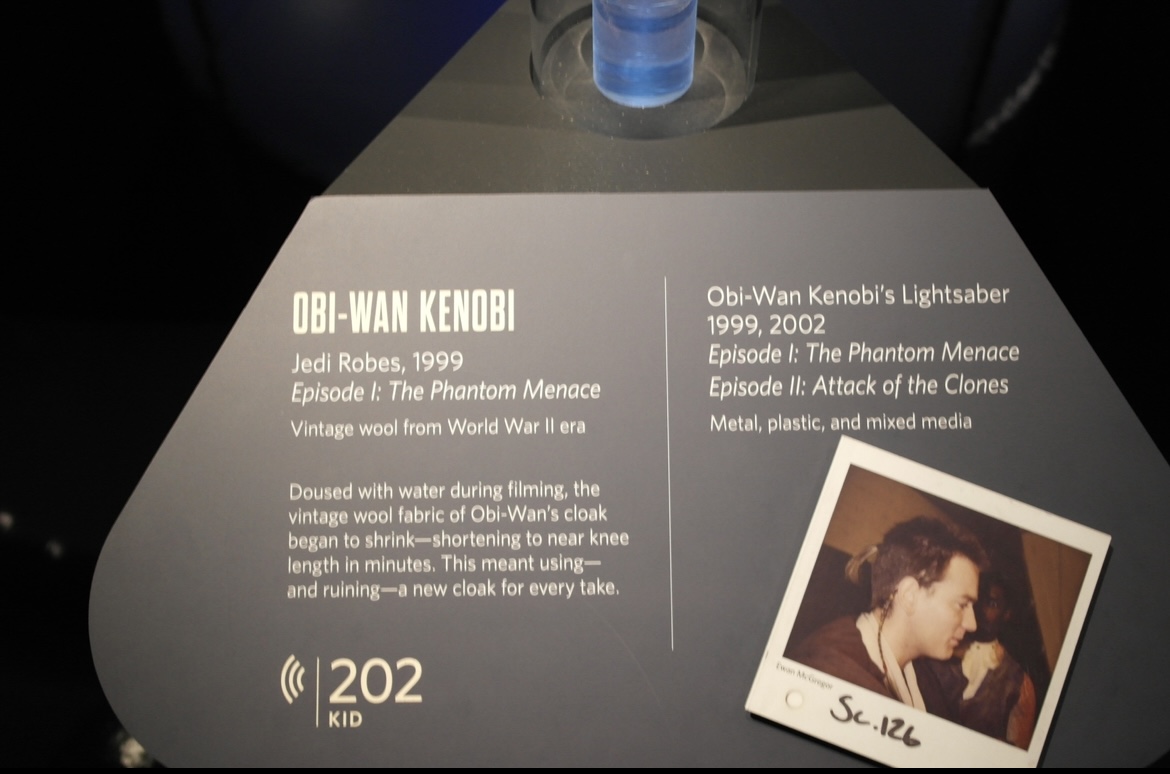 OBI-WAN KENOBI
Jedi Robes, 1999
Episode I: The Phantom Menace
Vintage wool from World War II era
Doused with water during filming, the
vintage wool fabric of Obi-Wan's cloak
began to shrink—shortening to near knee
length in minutes. This meant using—
and ruining—a new cloak for every take.
202
KID
Obi-Wan Kenobi's Lightsaber
1999, 2002
Episode I: The Phantom Menace
Episode II: Attack of the Clones
Metal, plastic, and mixed media
Ewan McGregor
Sc.126